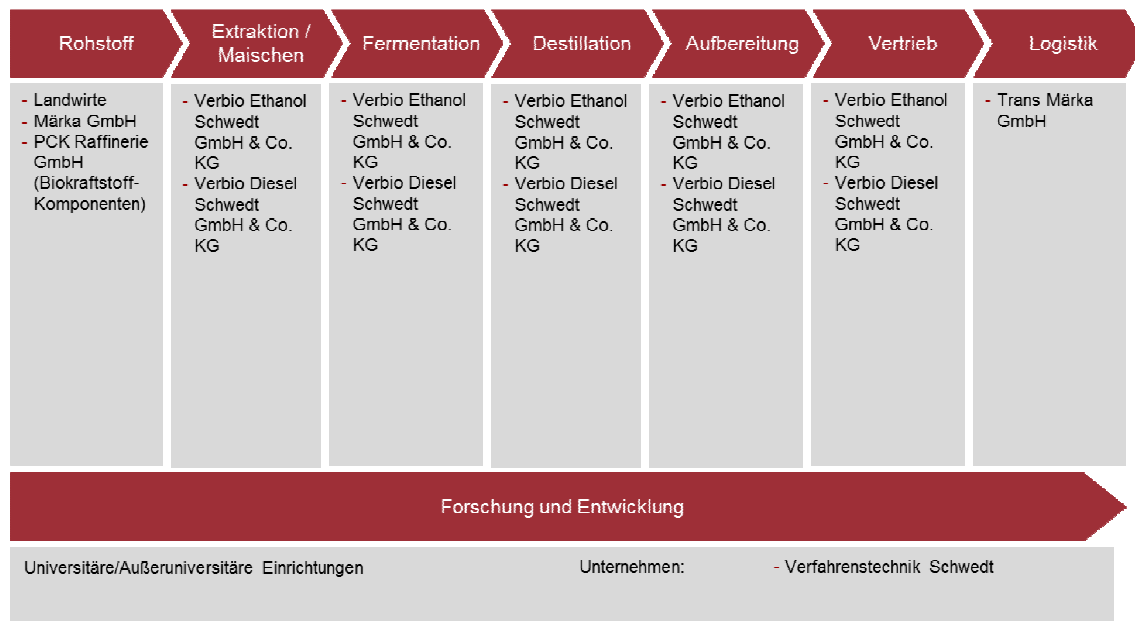 Rohstoff
Extraktion /
Maischen
Fermentation
Destillation
Aufbereitung
Vertrieb
Logistik
- Landwirte
- Märka GmbH
- PCK Raffinerie
GmbH
(Biokraftstoff-
Komponenten)
- Verbio Ethanol
Schwedt
GmbH & Co.
KG
- Verbio Diesel
Schwedt
GmbH & Co.
KG
- Verbio Ethanol
Schwedt
GmbH & Co.
KG
- Verbio Diesel
Schwedt
GmbH & Co.
KG
- Verbio Ethanol
Schwedt
GmbH & Co.
KG
- Verbio Diesel
Schwedt
GmbH & Co.
KG
- Verbio Ethanol
Schwedt
GmbH & Co.
KG
- Verbio Diesel
Schwedt
GmbH & Co.
KG
- Verbio Ethanol
Schwedt
GmbH & Co.
KG
- Verbio Diesel
Schwedt
GmbH & Co.
KG
- Trans Märka
GmbH
Forschung und Entwicklung
Universitäre/Außeruniversitäre Einrichtungen
Unternehmen:
- Verfahrenstechnik Schwedt